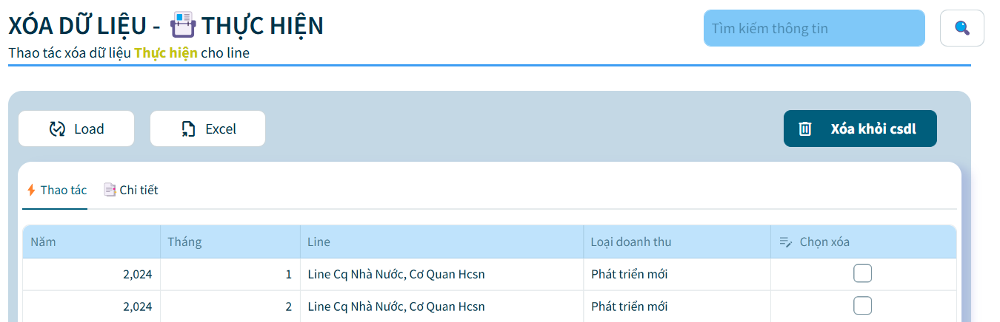 XÓA DỮ LIỆU - THỰC HIỆN
Tìm kiếm thông tin
Thao tác xóa dữ liệu Thực hiện cho line
Load Excel Xóa khỏi csdl
Thao tác Chi tiết
Năm Tháng Line Loại doanh thu Chọn xóa
2,024 1 Line Cq Nhà Nước, Cơ Quan Hcsn Phát triển mới
2,024 2 Line Cq Nhà Nước, Cơ Quan Hcsn Phát triển mới